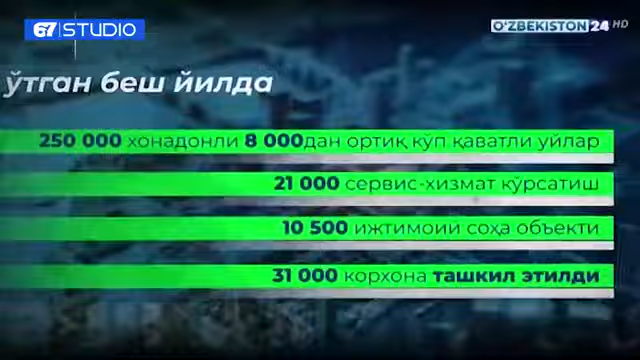 67 STUDIO
O'ZBEKISTON 24 HD
ўтган беш йилда
250 000 хонадонли 8 000дан ортиқ кўп қаватли уйлар
21 000 сервис-хизмат кўрсатиш
10 500 ижтимоий соҳа объекти
31 000 корхона ташкил этилди